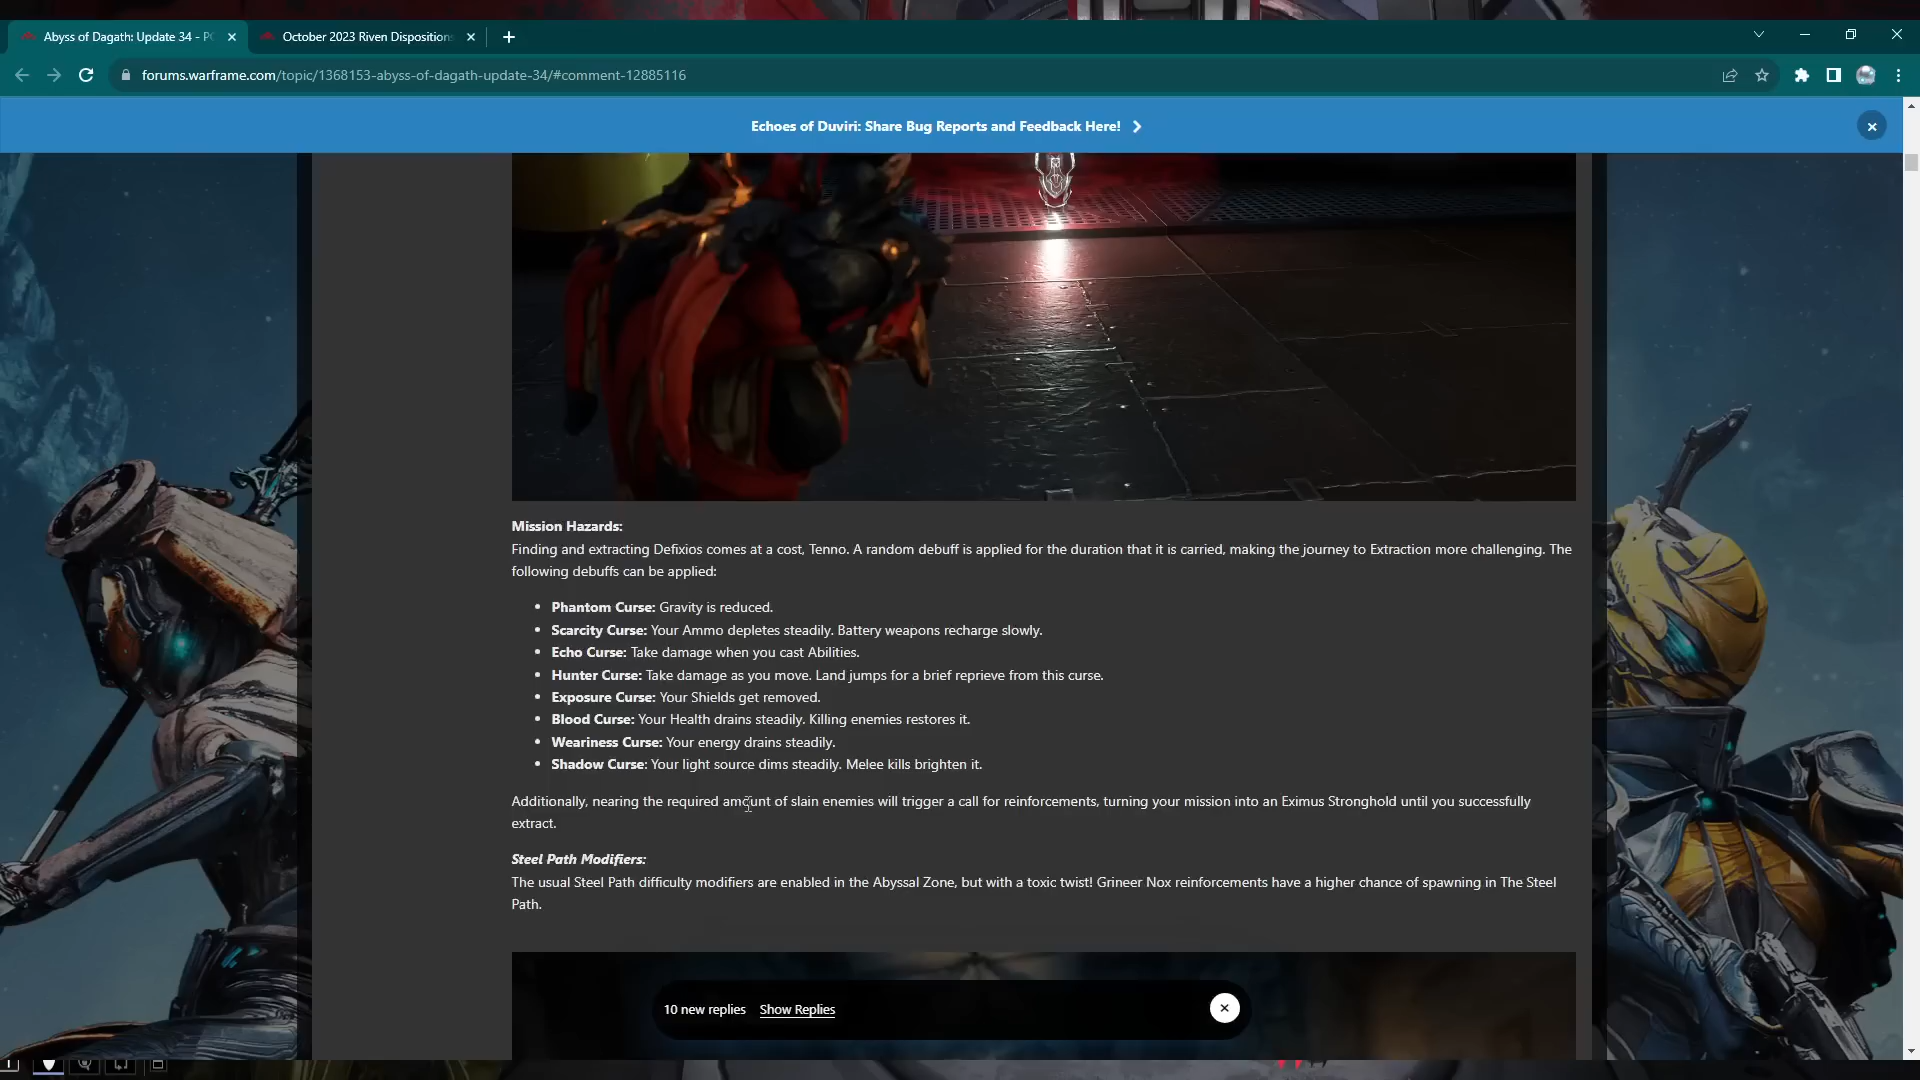 Abyss of Dagath: Update 34 - PC
October 2023 Riven Dispositions
forums.warframe.com/topic/1368153-abyss-of-dagath-update-34/#comment-12885116
Echoes of Duviri: Share Bug Reports and Feedback Here!
Mission Hazards:
Finding and extracting Defixios comes at a cost, Tenno. A random debuff is applied for the duration that it is carried, making the journey to Extraction more challenging. The
following debuffs can be applied:
• Phantom Curse: Gravity is reduced.
• Scarcity Curse: Your Ammo depletes steadily. Battery weapons recharge slowly.
• Echo Curse: Take damage when you cast Abilities.
• Hunter Curse: Take damage as you move. Land jumps for a brief reprieve from this curse.
• Exposure Curse: Your Shields get removed.
• Blood Curse: Your Health drains steadily. Killing enemies restores it.
• Weariness Curse: Your energy drains steadily.
• Shadow Curse: Your light source dims steadily. Melee kills brighten it.
Additionally, nearing the required amount of slain enemies will trigger a call for reinforcements, turning your mission into an Eximus Stronghold until you successfully
extract.
Steel Path Modifiers:
The usual Steel Path difficulty modifiers are enabled in the Abyssal Zone, but with a toxic twist! Grineer Nox reinforcements have a higher chance of spawning in The Steel
Path.
10 new replies Show Replies